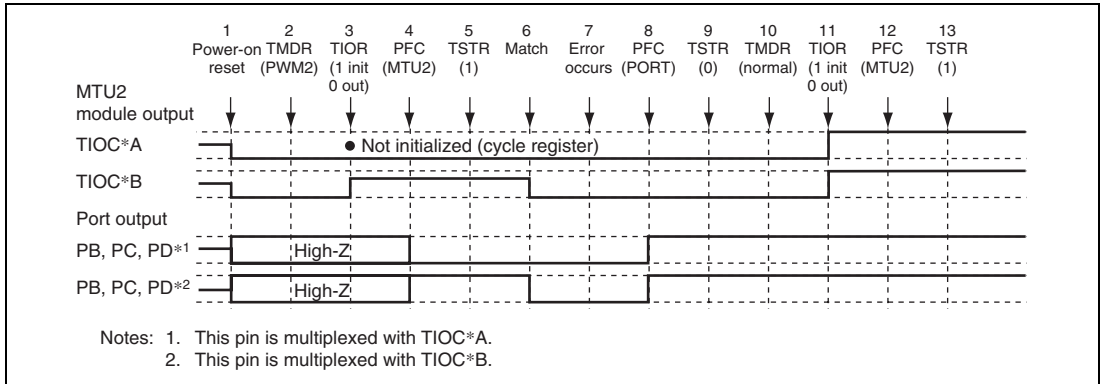 1 2 3 4 5 6 7 8 9 10 11 12 13
Power-on TMDR TIOR PFC TSTR Match Error PFC TSTR TMDR TIOR PFC TSTR
reset (PWM2) (1 init (MTU2) (1) occurs (PORT) (0) (normal) (1 init (MTU2) (1)
0 out) 0 out)
MTU2
module output
TIOC*A
● Not initialized (cycle register)
TIOC*B
Port output
PB, PC, PD*1 High-Z
PB, PC, PD*2 High-Z
Notes: 1. This pin is multiplexed with TIOC*A.
2. This pin is multiplexed with TIOC*B.